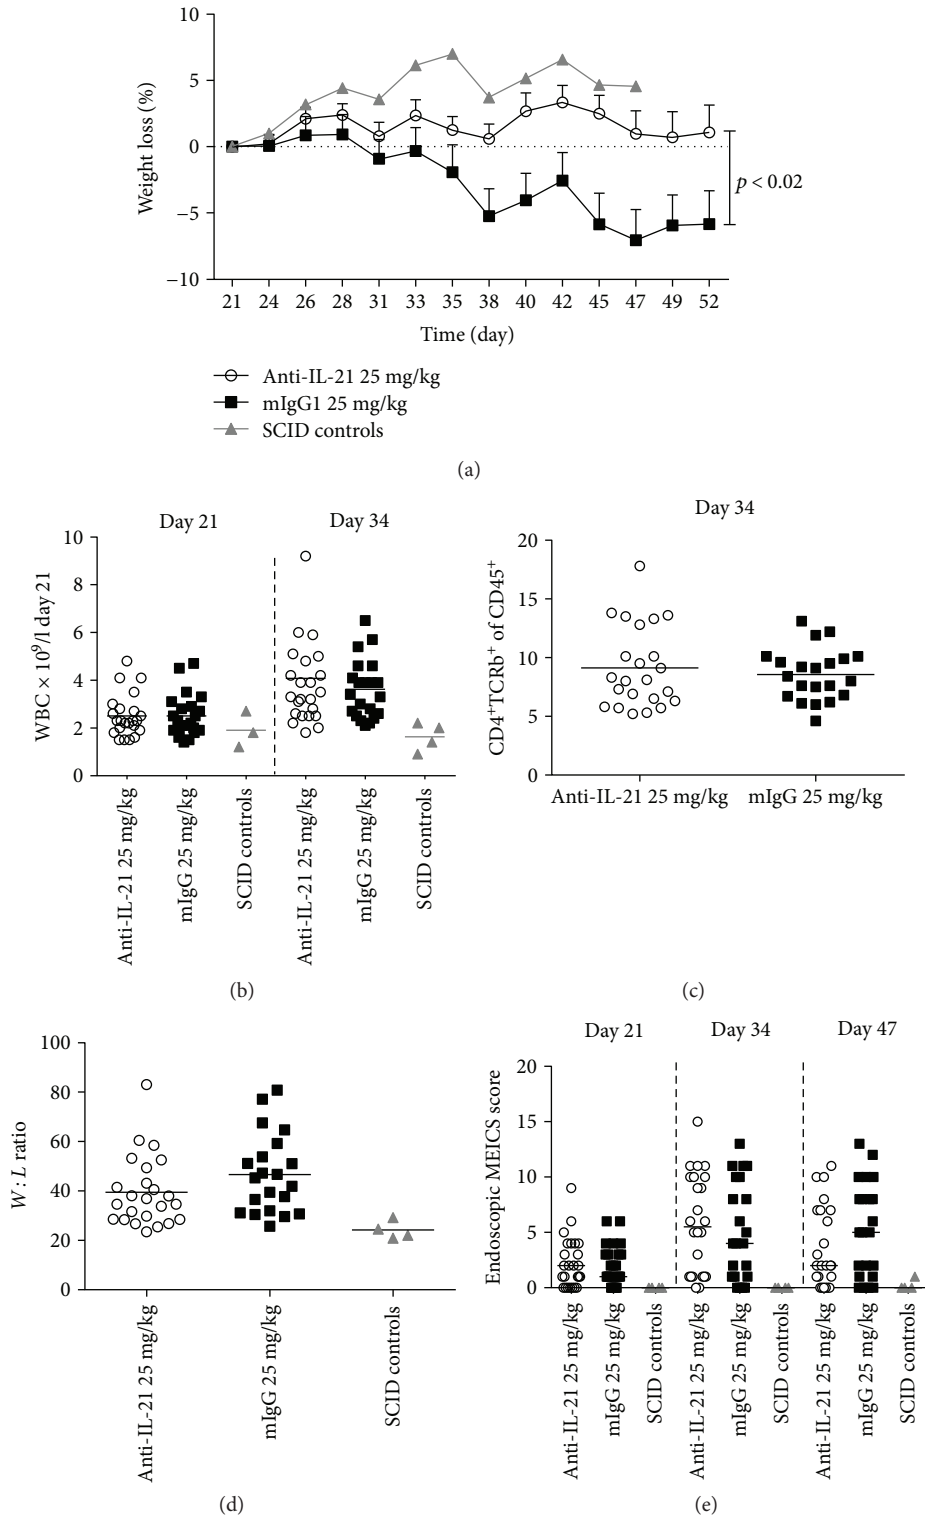 10
5
0
−5
−10
Weight loss (%)
p < 0.02
21 24 26 28 31 33 35 38 40 42 45 47 49 52
Time (day)
Anti-IL-21 25 mg/kg
mIgG1 25 mg/kg
SCID controls
(a)
Day 21 Day 34
10
8
6
4
2
0
WBC × 10⁹/l day 21
Anti-IL-21 25 mg/kg
mIgG 25 mg/kg
SCID controls
Anti-IL-21 25 mg/kg
mIgG 25 mg/kg
SCID controls
(b)
Day 34
20
15
10
5
0
CD4⁺TCRb⁺ of CD45⁺
Anti-IL-21 25 mg/kg mIgG 25 mg/kg
(c)
100
80
60
40
20
0
W : L ratio
Anti-IL-21 25 mg/kg
mIgG 25 mg/kg
SCID controls
(d)
Day 21 Day 34 Day 47
20
15
10
5
0
Endoscopic MEICS score
Anti-IL-21 25 mg/kg
mIgG 25 mg/kg
SCID controls
Anti-IL-21 25 mg/kg
mIgG 25 mg/kg
SCID controls
Anti-IL-21 25 mg/kg
mIgG 25 mg/kg
SCID controls
(e)